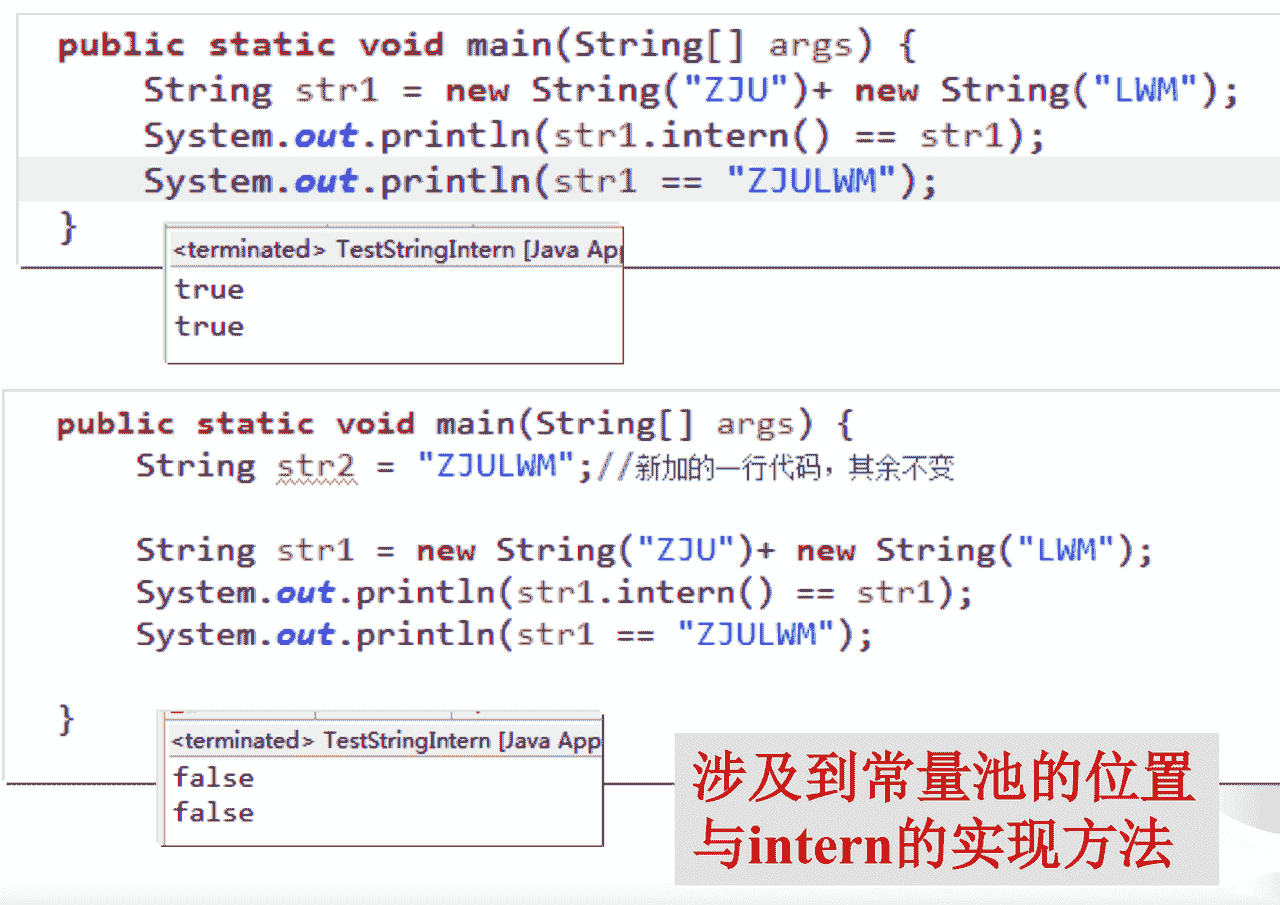 public static void main(String[] args) {
String str1 = new String("ZJU")+ new String("LWM");
System.out.println(str1.intern() == str1);
System.out.println(str1 == "ZJULWM");
}
<terminated> TestStringIntern [Java App
true
true
public static void main(String[] args) {
String str2 = "ZJULWM";//新加的一行代码，其余不变
String str1 = new String("ZJU")+ new String("LWM");
System.out.println(str1.intern() == str1);
System.out.println(str1 == "ZJULWM");
}
<terminated> TestStringIntern [Java App
false
false
涉及到常量池的位置
与intern的实现方法